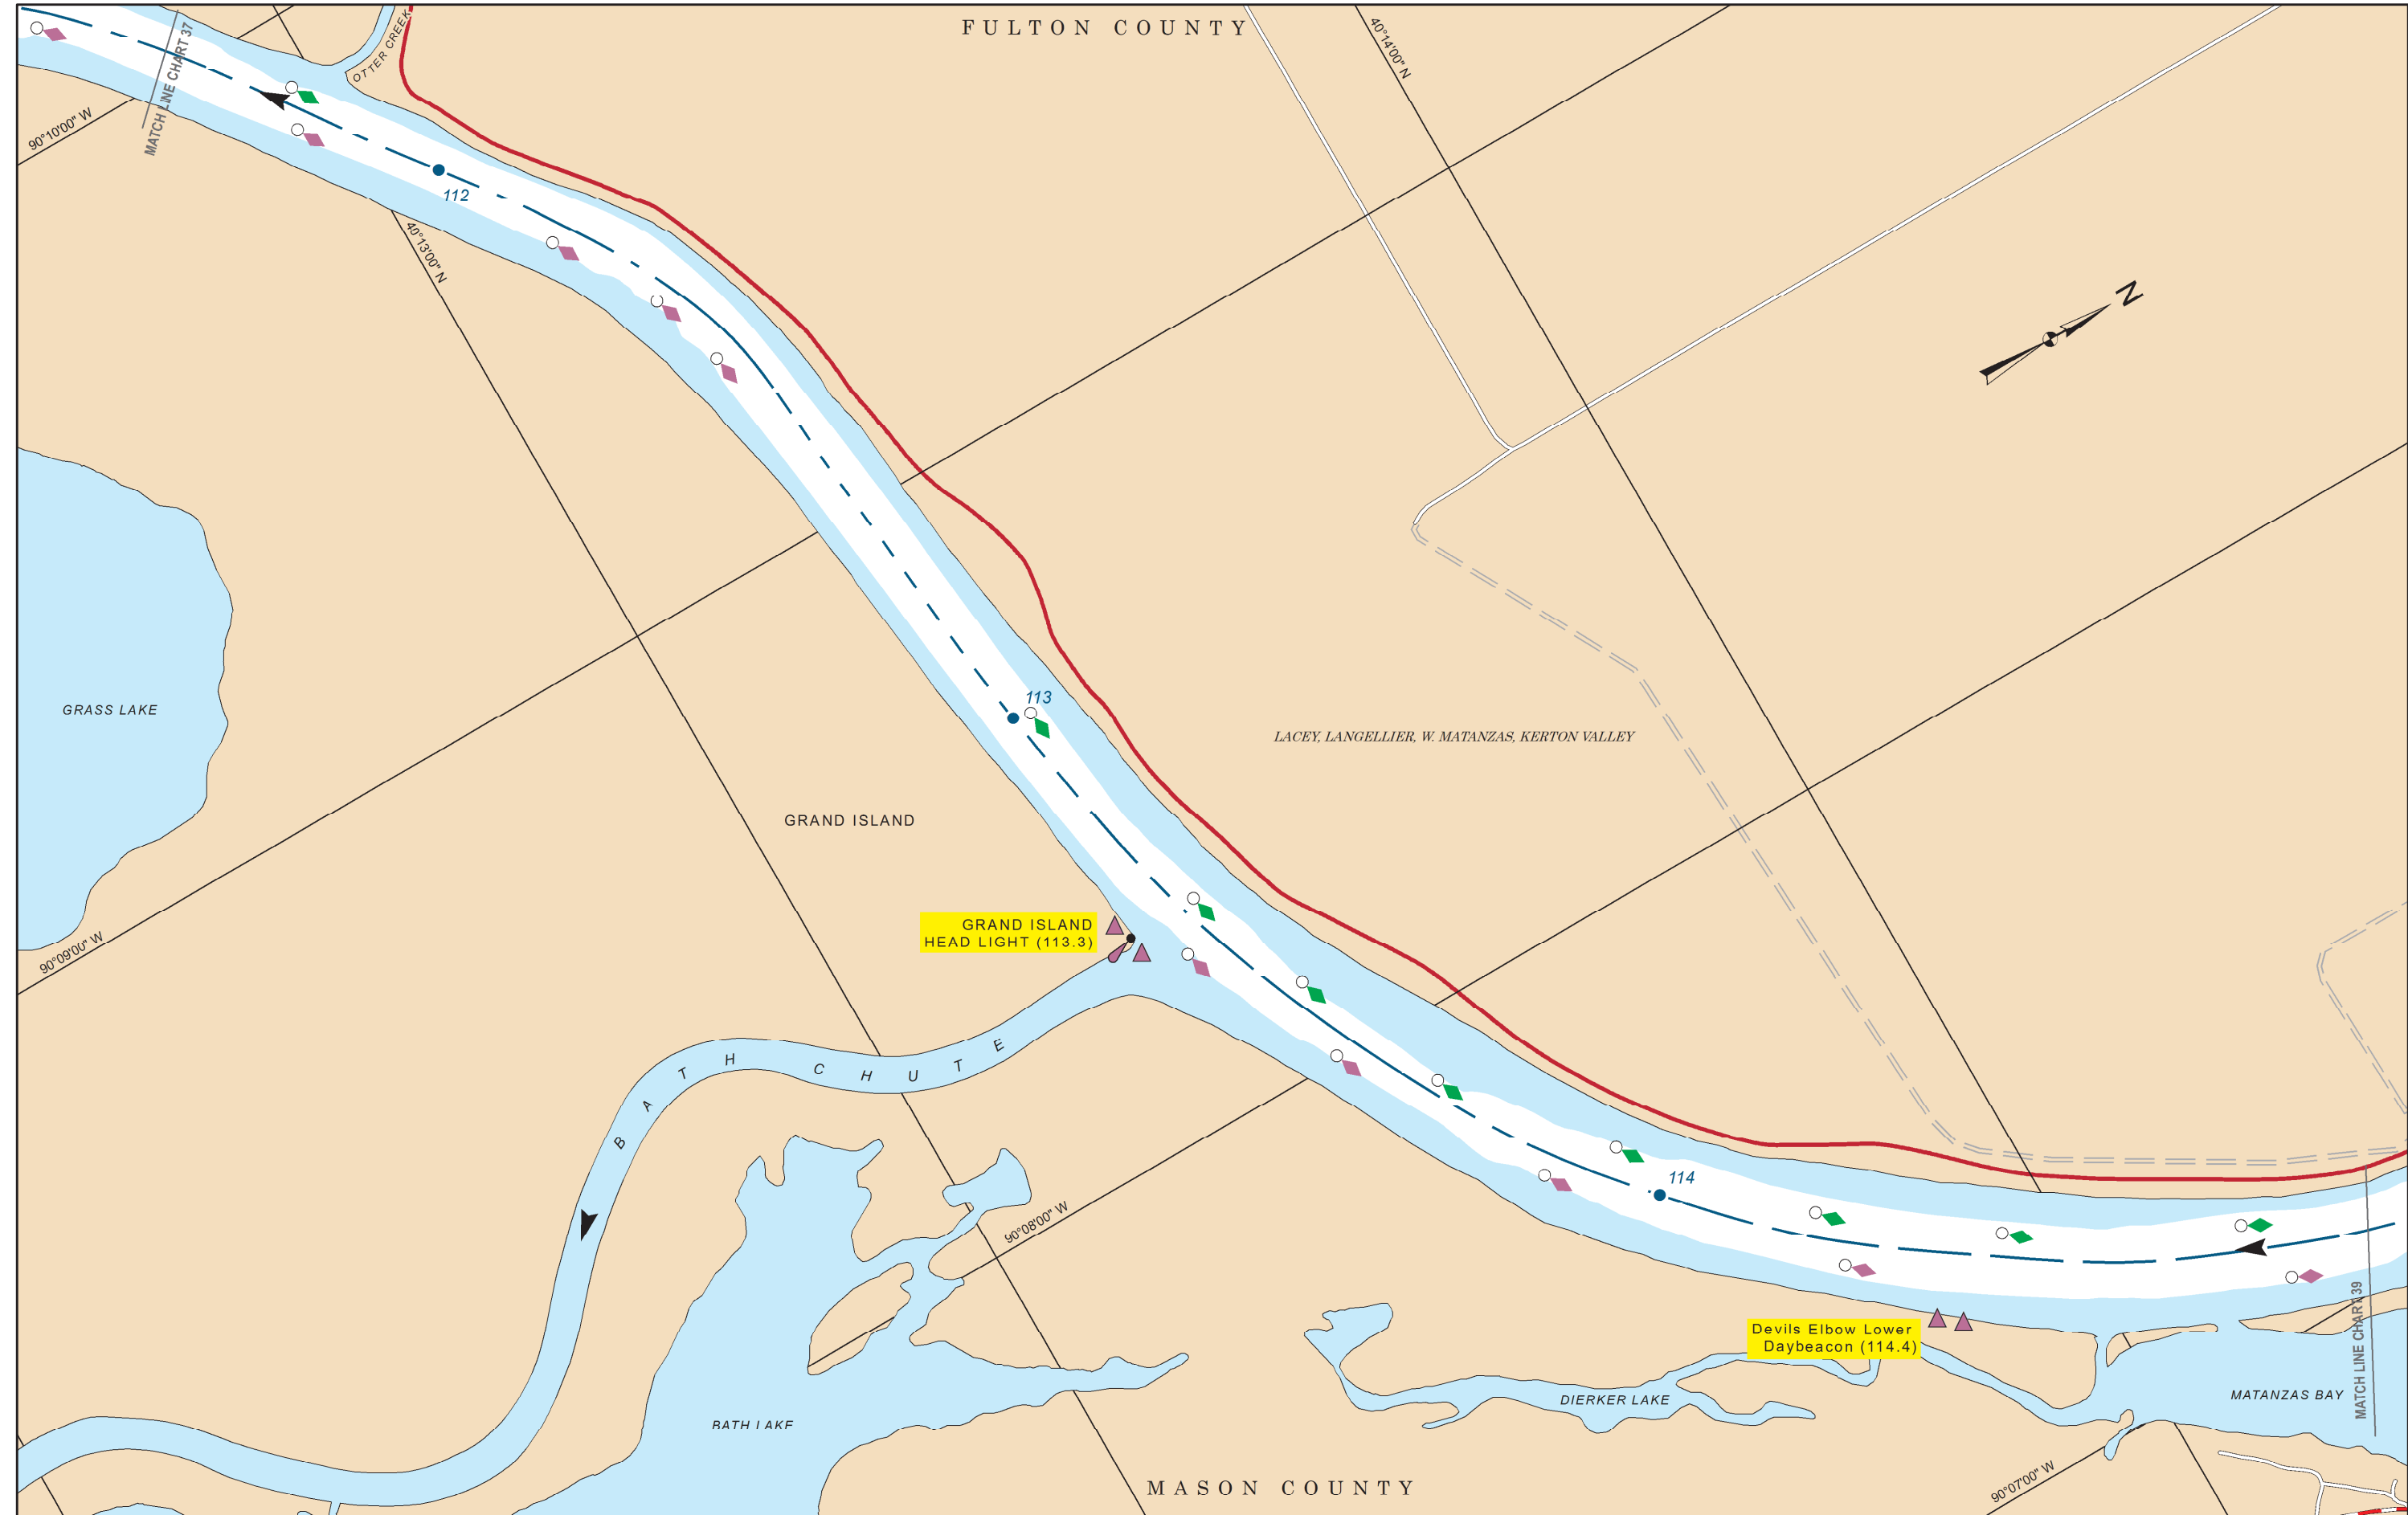 FULTON COUNTY
OTTER CREEK
MATCH LINE CHART 37
40°14'00" N
90°10'00" W
112
40°13'00" N
N
113
GRASS LAKE
LACEY, LANGELLIER, W. MATANZAS, KERTON VALLEY
GRAND ISLAND
GRAND ISLAND
HEAD LIGHT (113.3)
90°09'00" W
BATH CHUTE
114
90°08'00" W
Devils Elbow Lower
Daybeacon (114.4)
MATCH LINE CHART 39
DIERKER LAKE
MATANZAS BAY
BATH LAKE
90°07'00" W
MASON COUNTY